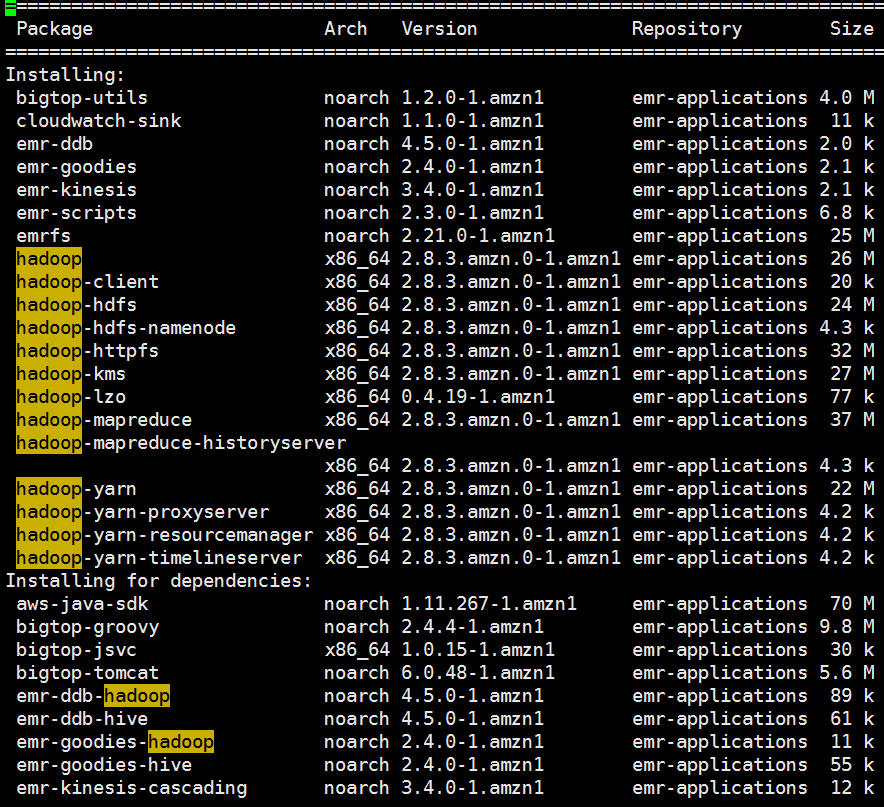 ================================================================================
 Package                     Arch   Version              Repository        Size
================================================================================
Installing:
 bigtop-utils                noarch 1.2.0-1.amzn1        emr-applications 4.0 M
 cloudwatch-sink             noarch 1.1.0-1.amzn1        emr-applications  11 k
 emr-ddb                     noarch 4.5.0-1.amzn1        emr-applications 2.0 k
 emr-goodies                 noarch 2.4.0-1.amzn1        emr-applications 2.1 k
 emr-kinesis                 noarch 3.4.0-1.amzn1        emr-applications 2.1 k
 emr-scripts                 noarch 2.3.0-1.amzn1        emr-applications 6.8 k
 emrfs                       noarch 2.21.0-1.amzn1       emr-applications  25 M
 hadoop                      x86_64 2.8.3.amzn.0-1.amzn1 emr-applications  26 M
 hadoop-client               x86_64 2.8.3.amzn.0-1.amzn1 emr-applications  20 k
 hadoop-hdfs                 x86_64 2.8.3.amzn.0-1.amzn1 emr-applications  24 M
 hadoop-hdfs-namenode        x86_64 2.8.3.amzn.0-1.amzn1 emr-applications 4.3 k
 hadoop-httpfs               x86_64 2.8.3.amzn.0-1.amzn1 emr-applications  32 M
 hadoop-kms                  x86_64 2.8.3.amzn.0-1.amzn1 emr-applications  27 M
 hadoop-lzo                  x86_64 0.4.19-1.amzn1       emr-applications  77 k
 hadoop-mapreduce            x86_64 2.8.3.amzn.0-1.amzn1 emr-applications  37 M
 hadoop-mapreduce-historyserver
                             x86_64 2.8.3.amzn.0-1.amzn1 emr-applications 4.3 k
 hadoop-yarn                 x86_64 2.8.3.amzn.0-1.amzn1 emr-applications  22 M
 hadoop-yarn-proxyserver     x86_64 2.8.3.amzn.0-1.amzn1 emr-applications 4.2 k
 hadoop-yarn-resourcemanager x86_64 2.8.3.amzn.0-1.amzn1 emr-applications 4.2 k
 hadoop-yarn-timelineserver  x86_64 2.8.3.amzn.0-1.amzn1 emr-applications 4.2 k
Installing for dependencies:
 aws-java-sdk                noarch 1.11.267-1.amzn1     emr-applications  70 M
 bigtop-groovy               noarch 2.4.4-1.amzn1        emr-applications 9.8 M
 bigtop-jsvc                 x86_64 1.0.15-1.amzn1       emr-applications  30 k
 bigtop-tomcat               noarch 6.0.48-1.amzn1       emr-applications 5.6 M
 emr-ddb-hadoop              noarch 4.5.0-1.amzn1        emr-applications  89 k
 emr-ddb-hive                noarch 4.5.0-1.amzn1        emr-applications  61 k
 emr-goodies-hadoop          noarch 2.4.0-1.amzn1        emr-applications  11 k
 emr-goodies-hive            noarch 2.4.0-1.amzn1        emr-applications  55 k
 emr-kinesis-cascading       noarch 3.4.0-1.amzn1        emr-applications  12 k